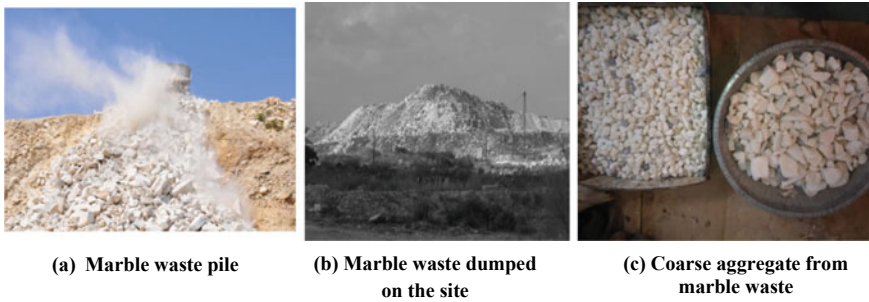 (a) Marble waste pile
(b) Marble waste dumped
on the site
(c) Coarse aggregate from
marble waste